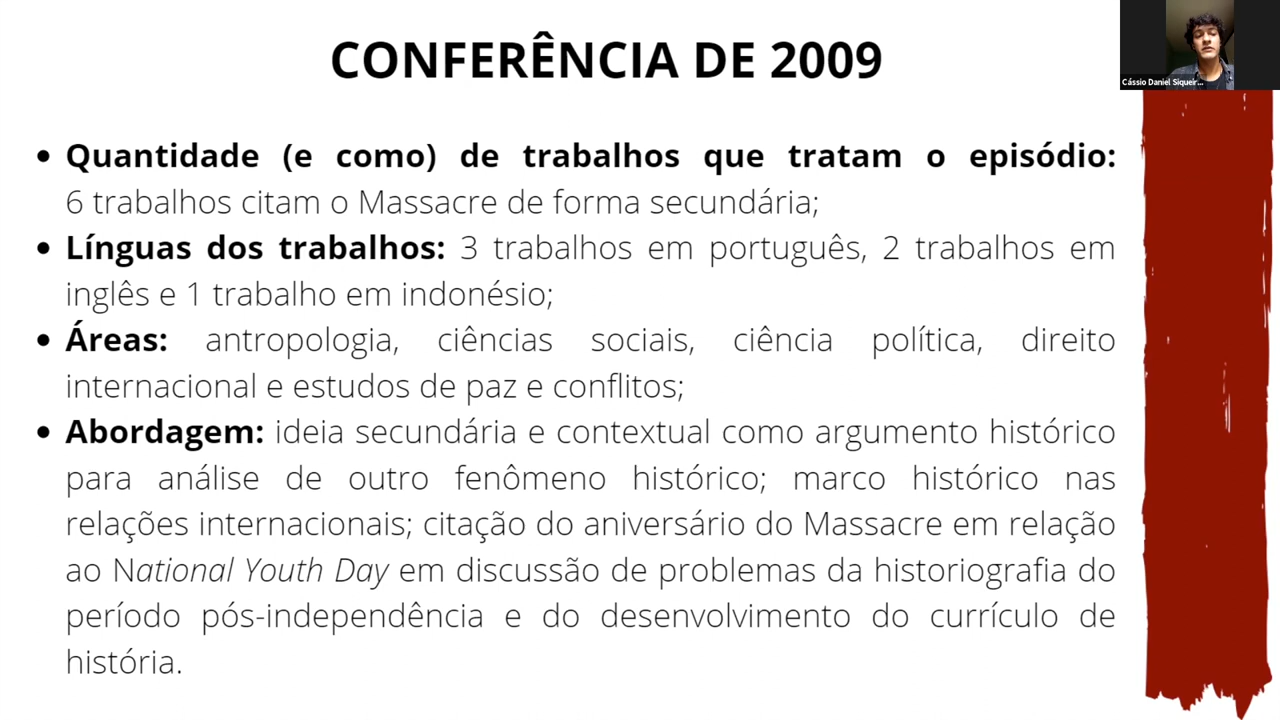 CONFERÊNCIA DE 2009
Cássio Daniel Siqueir...
• Quantidade (e como) de trabalhos que tratam o episódio:
6 trabalhos citam o Massacre de forma secundária;
• Línguas dos trabalhos: 3 trabalhos em português, 2 trabalhos em
inglês e 1 trabalho em indonésio;
• Áreas: antropologia, ciências sociais, ciência política, direito
internacional e estudos de paz e conflitos;
• Abordagem: ideia secundária e contextual como argumento histórico
para análise de outro fenômeno histórico; marco histórico nas
relações internacionais; citação do aniversário do Massacre em relação
ao National Youth Day em discussão de problemas da historiografia do
período pós-independência e do desenvolvimento do currículo de
história.